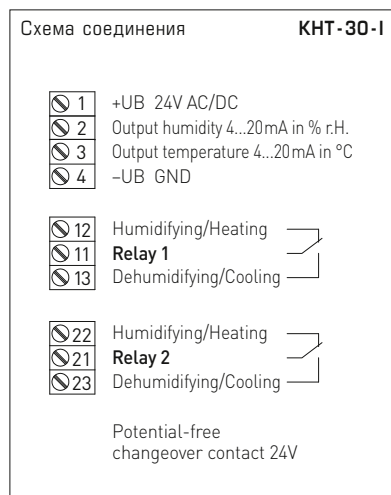 Схема соединения KHT-30-I
1 +UB 24V AC/DC
2 Output humidity 4...20mA in % r.H.
3 Output temperature 4...20mA in °C
4 –UB GND
12 Humidifying/Heating
11 Relay 1
13 Dehumidifying/Cooling
22 Humidifying/Heating
21 Relay 2
23 Dehumidifying/Cooling
Potential-free
changeover contact 24V